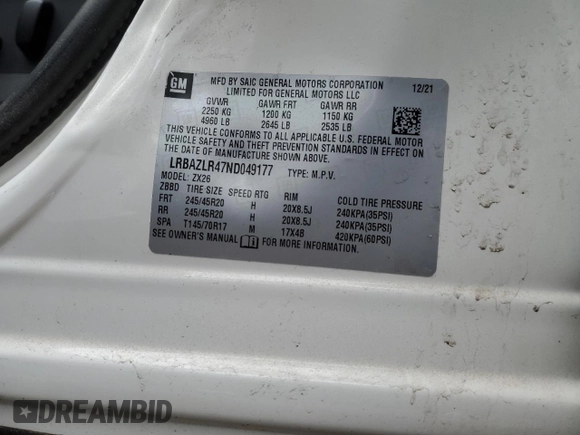 GM
MFG BY SAIC GENERAL MOTORS CORPORATION
LIMITED FOR GENERAL MOTORS LLC
12/21
GVWR GAWR FRT GAWR RR
2250 KG 1200 KG 1150 KG
4960 LB 2645 LB 2535 LB
THIS VEHICLE CONFORMS TO ALL APPLICABLE U.S. FEDERAL MOTOR
VEHICLE SAFETY AND THEFT PREVENTION STANDARDS IN EFFECT ON THE
DATE OF MANUFACTURE SHOWN ABOVE.
LRBAZLR47ND049177 TYPE: M.P.V.
MODEL: ZX26
ZBBD TIRE SIZE SPEED RTG RIM COLD TIRE PRESSURE
FRT 245/45R20 H 20X8.5J 240KPA(35PSI)
RR 245/45R20 H 20X8.5J 240KPA(35PSI)
SPA T145/70R17 M 17X4B 420KPA(60PSI)
SEE OWNER'S MANUAL FOR MORE INFORMATION.
DREAMBID